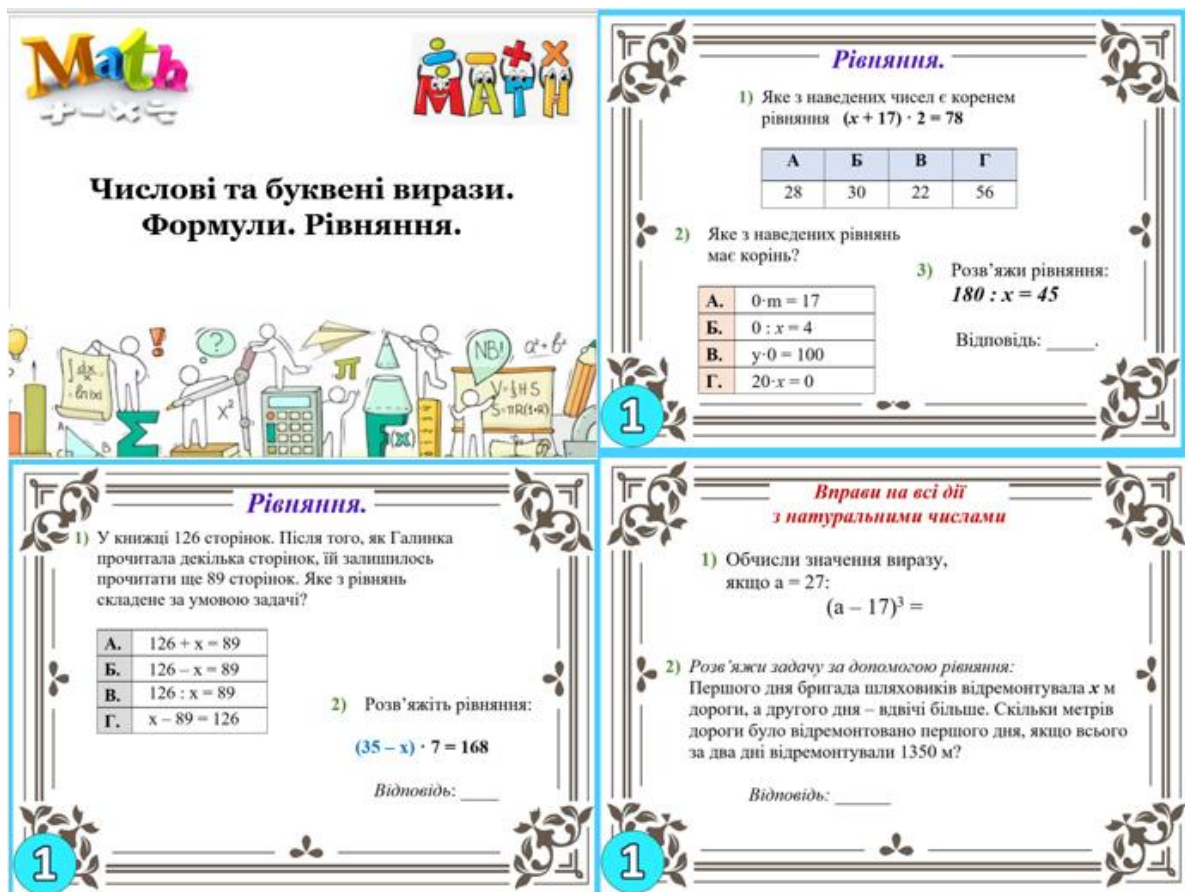 Math
+ − × ÷
÷ − + ×
MATH
Числові та буквені вирази.
Формули. Рівняння.
∫ dx/x =
= ln|x|
!
?
X²
π
Σ
F(x)
NB!
a²+b²
V=⅓HS
A
B
Рівняння.
1) Яке з наведених чисел є коренем
рівняння (x + 17) · 2 = 78
А Б В Г
28 30 22 56
2) Яке з наведених рівнянь
має корінь?
А. 0·m = 17
Б. 0 : x = 4
В. y·0 = 100
Г. 20·x = 0
3) Розв’яжи рівняння:
180 : x = 45
Відповідь: _____.
1
Рівняння.
1) У книжці 126 сторінок. Після того, як Галинка
прочитала декілька сторінок, їй залишилось
прочитати ще 89 сторінок. Яке з рівнянь
складене за умовою задачі?
А. 126 + x = 89
Б. 126 – x = 89
В. 126 : x = 89
Г. x – 89 = 126
2) Розв’яжіть рівняння:
(35 – x) · 7 = 168
Відповідь: ____
1
Вправи на всі дії
з натуральними числами
1) Обчисли значення виразу,
якщо a = 27:
(a – 17)³ =
2) Розв’яжи задачу за допомогою рівняння:
Першого дня бригада шляховиків відремонтувала x м
дороги, а другого дня – вдвічі більше. Скільки метрів
дороги було відремонтовано першого дня, якщо всього
за два дні відремонтували 1350 м?
Відповідь: ______
1